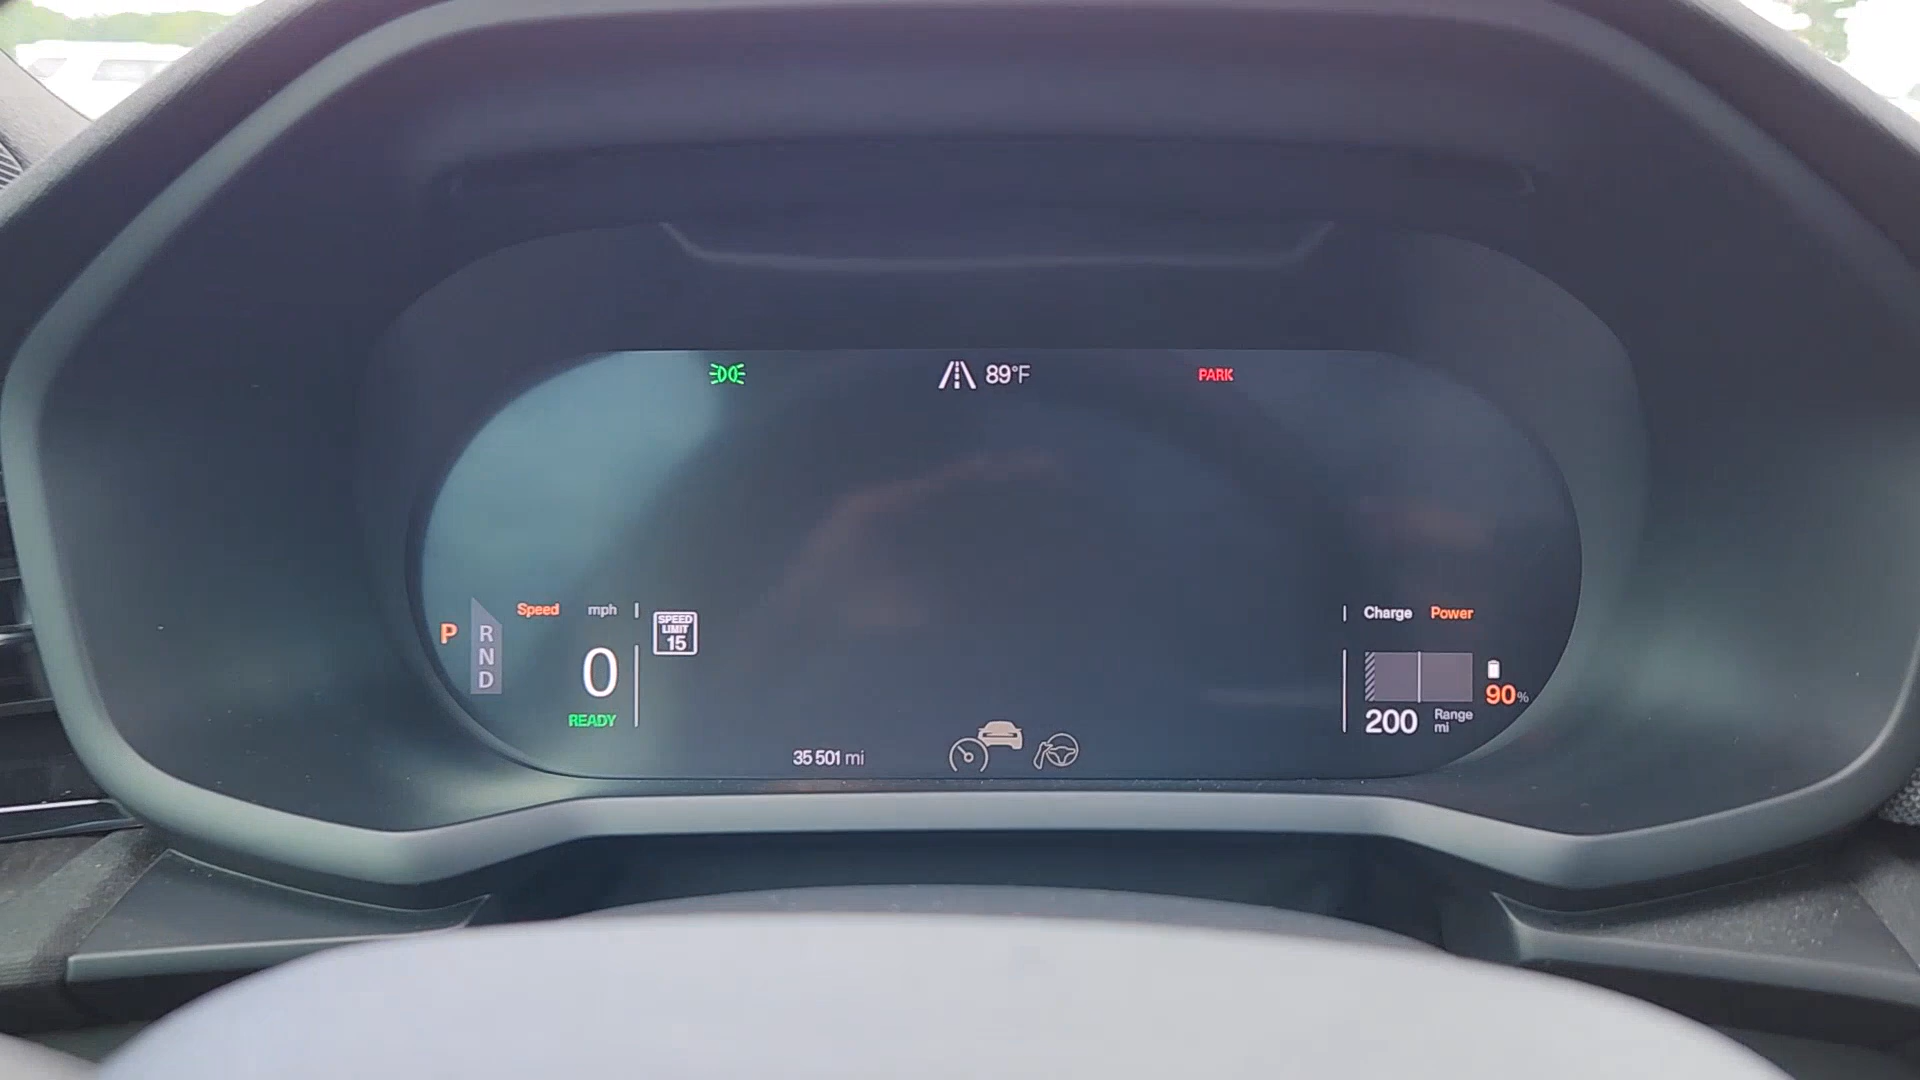 89°F
PARK
P
R
N
D
Speed mph
0
READY
SPEED
LIMIT
15
Charge Power
90%
200 Range
mi
35 501 mi